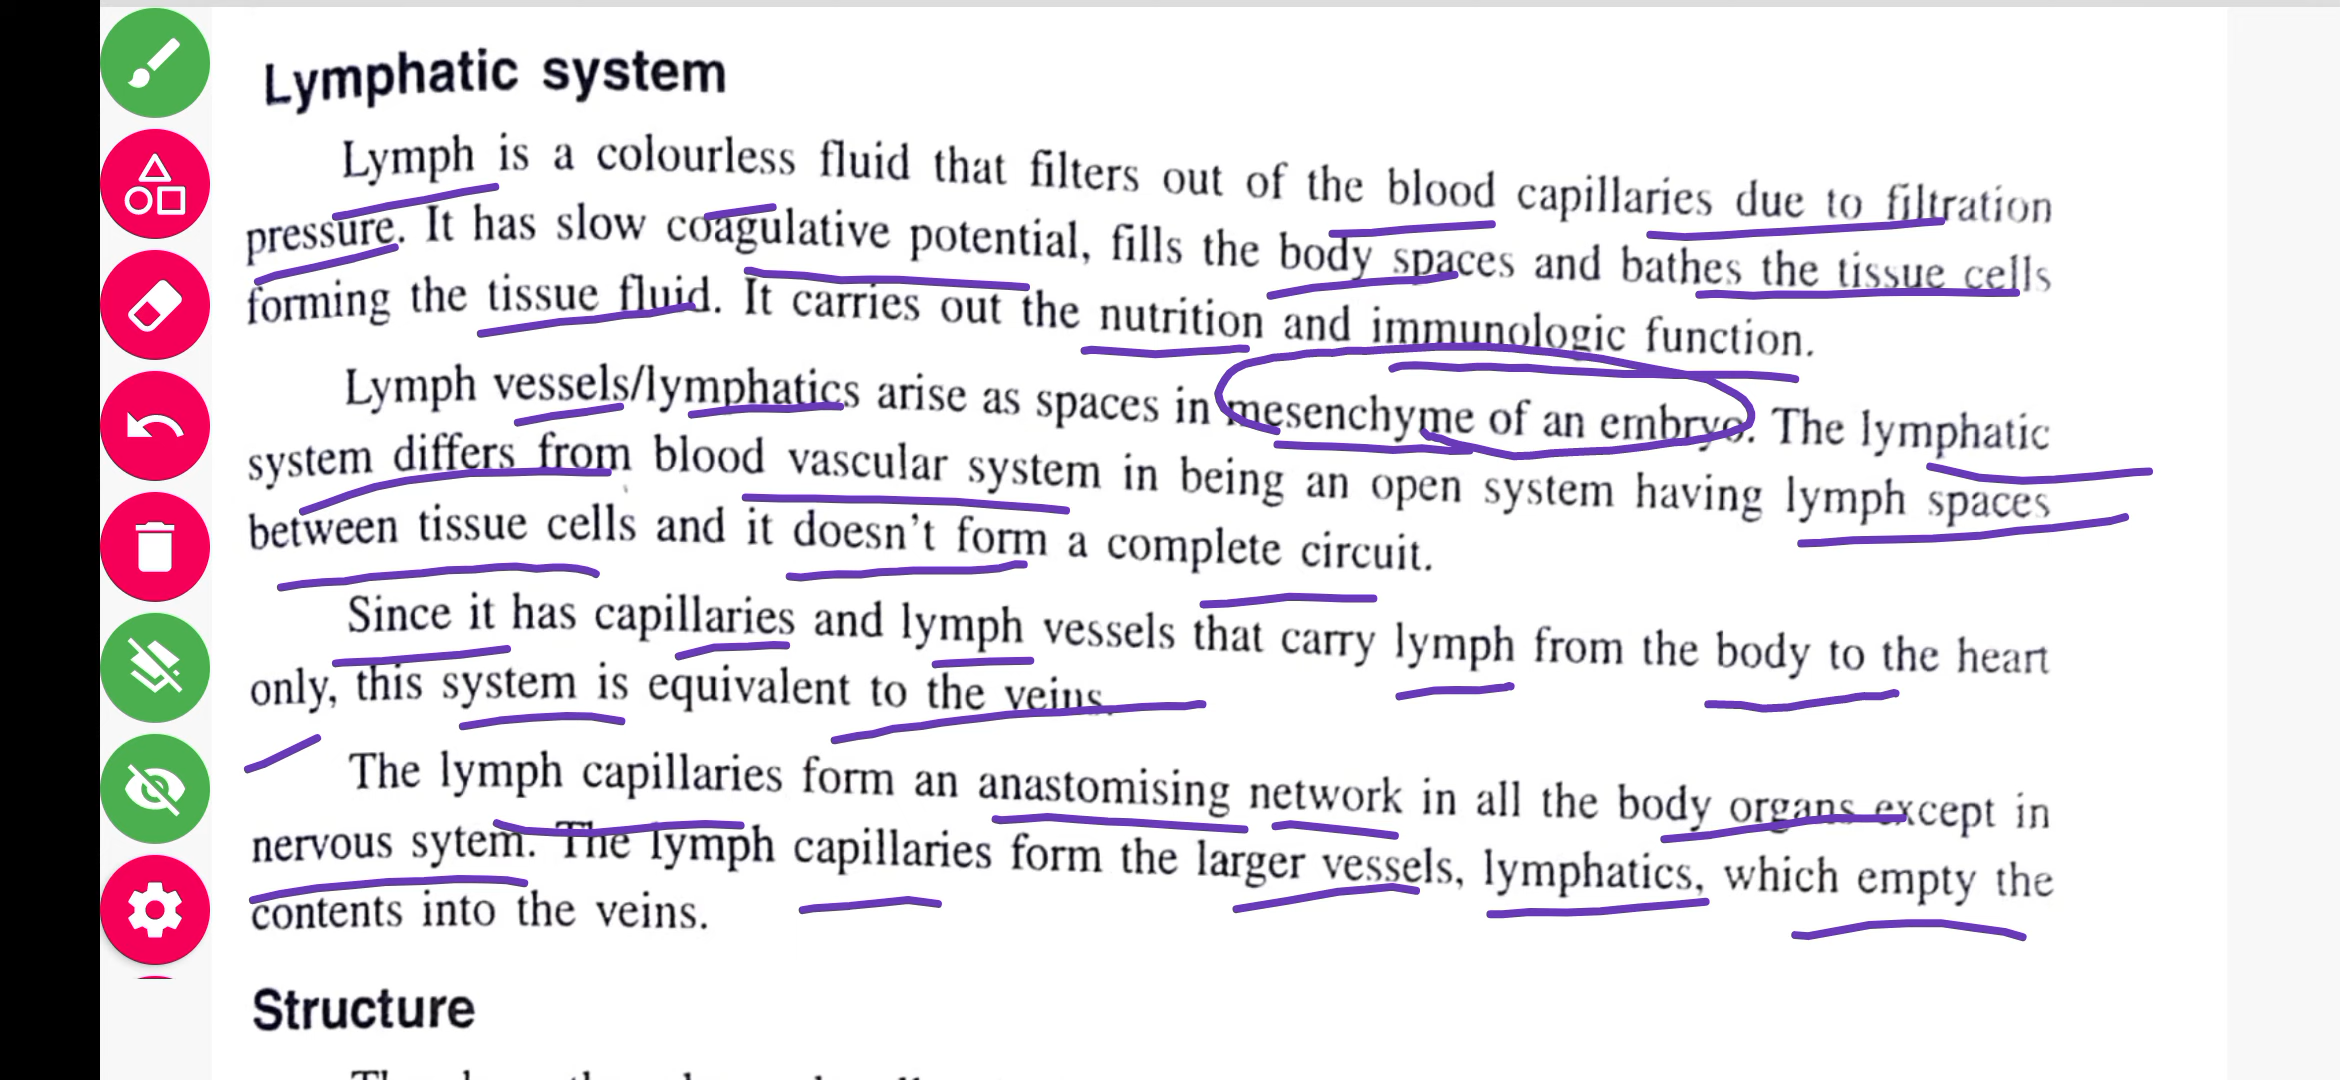 Lymphatic system
Lymph is a colourless fluid that filters out of the blood capillaries due to filtration
pressure. It has slow coagulative potential, fills the body spaces and bathes the tissue cells
forming the tissue fluid. It carries out the nutrition and immunologic function.
Lymph vessels/lymphatics arise as spaces in mesenchyme of an embryo. The lymphatic
system differs from blood vascular system in being an open system having lymph spaces
between tissue cells and it doesn't form a complete circuit.
Since it has capillaries and lymph vessels that carry lymph from the body to the heart
only, this system is equivalent to the veins.
The lymph capillaries form an anastomising network in all the body organs except in
nervous sytem. The lymph capillaries form the larger vessels, lymphatics, which empty the
contents into the veins.
Structure